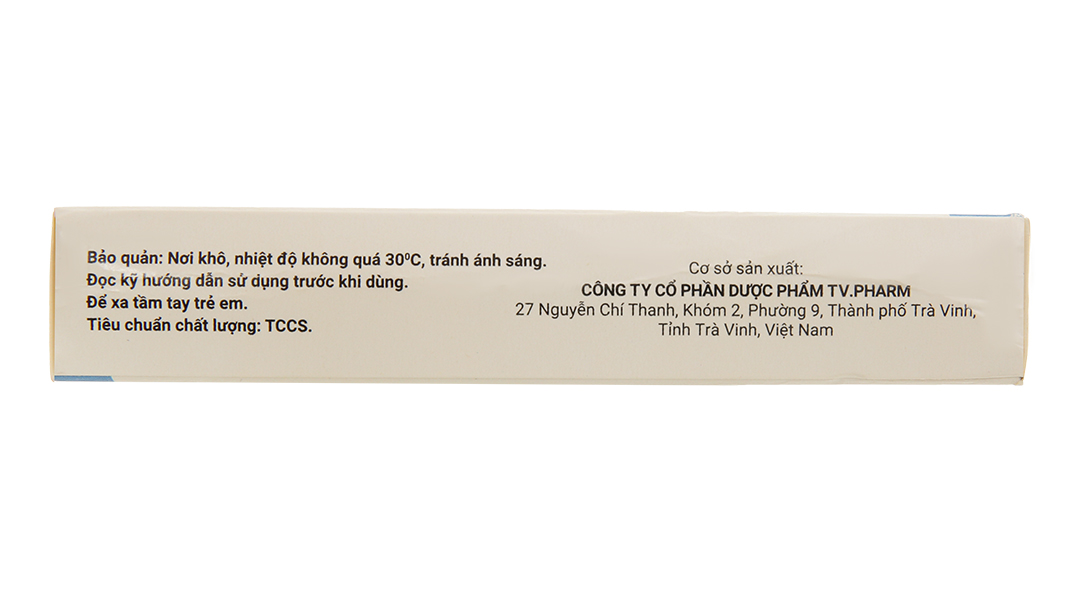 Bảo quản: Nơi khô, nhiệt độ không quá 30⁰C, tránh ánh sáng.
Đọc kỹ hướng dẫn sử dụng trước khi dùng.
Để xa tầm tay trẻ em.
Tiêu chuẩn chất lượng: TCCS.
Cơ sở sản xuất:
CÔNG TY CỔ PHẦN DƯỢC PHẨM TV.PHARM
27 Nguyễn Chí Thanh, Khóm 2, Phường 9, Thành phố Trà Vinh,
Tỉnh Trà Vinh, Việt Nam